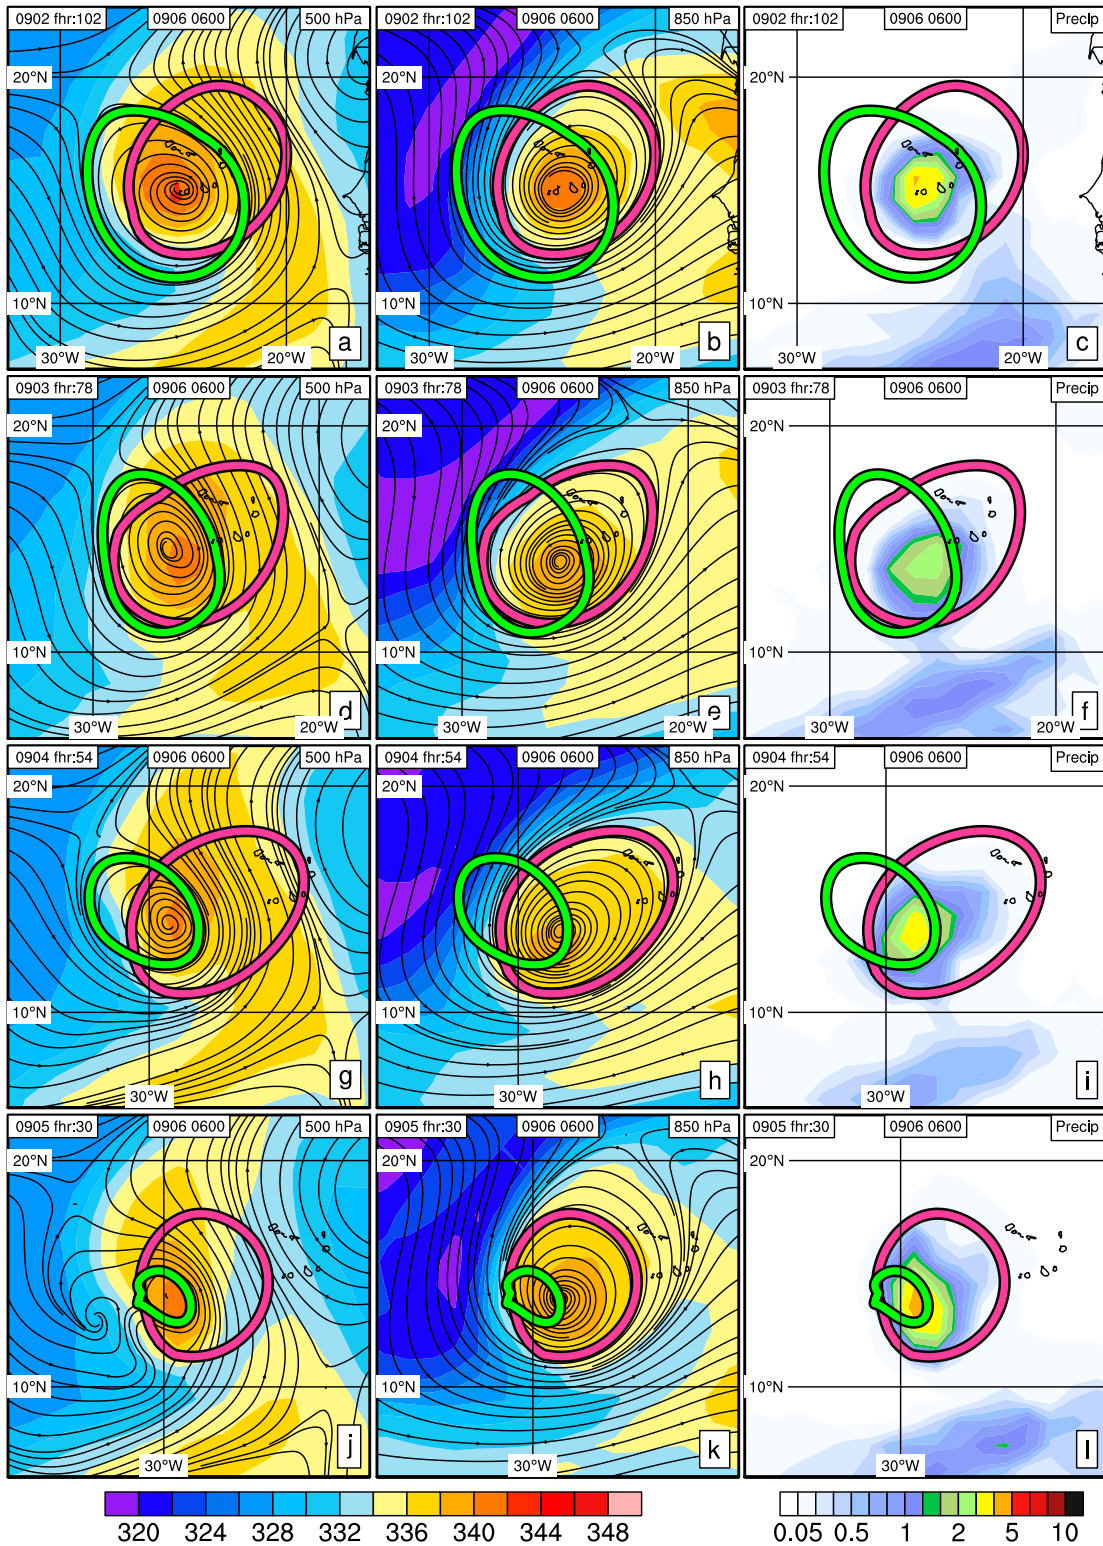 0902 fhr:102 0906 0600 500 hPa 0902 fhr:102 0906 0600 850 hPa 0902 fhr:102 0906 0600 Precip
20°N 20°N 20°N
10°N 10°N 10°N
30°W 20°W a 30°W 20°W b 30°W 20°W c
0903 fhr:78 0906 0600 500 hPa 0903 fhr:78 0906 0600 850 hPa 0903 fhr:78 0906 0600 Precip
20°N 20°N 20°N
10°N 10°N 10°N
30°W 20°W d 30°W 20°W e 30°W 20°W f
0904 fhr:54 0906 0600 500 hPa 0904 fhr:54 0906 0600 850 hPa 0904 fhr:54 0906 0600 Precip
20°N 20°N 20°N
10°N 10°N 10°N
30°W g 30°W h 30°W i
0905 fhr:30 0906 0600 500 hPa 0905 fhr:30 0906 0600 850 hPa 0905 fhr:30 0906 0600 Precip
20°N 20°N 20°N
10°N 10°N 10°N
30°W j 30°W k 30°W l
320 324 328 332 336 340 344 348 0.05 0.5 1 2 5 10